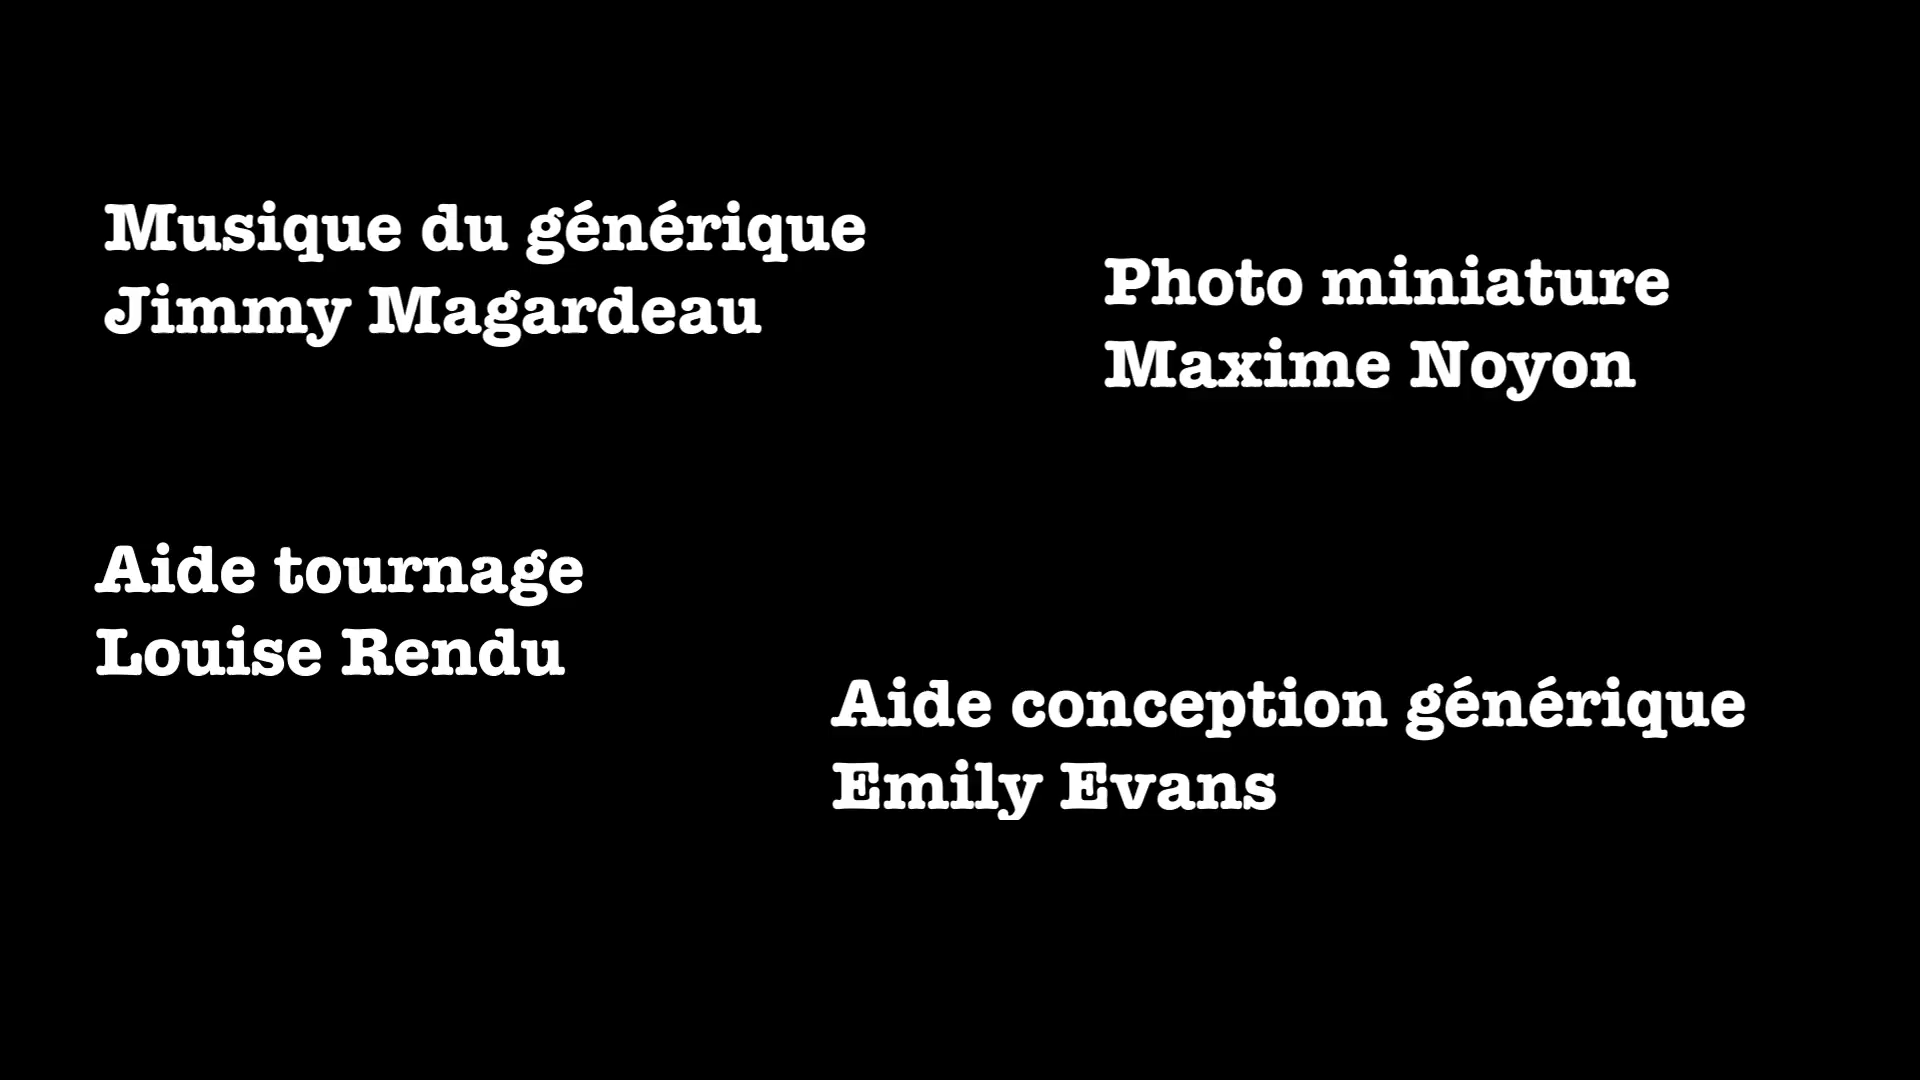 Musique du générique
Jimmy Magardeau
Photo miniature
Maxime Noyon
Aide tournage
Louise Rendu
Aide conception générique
Emily Evans